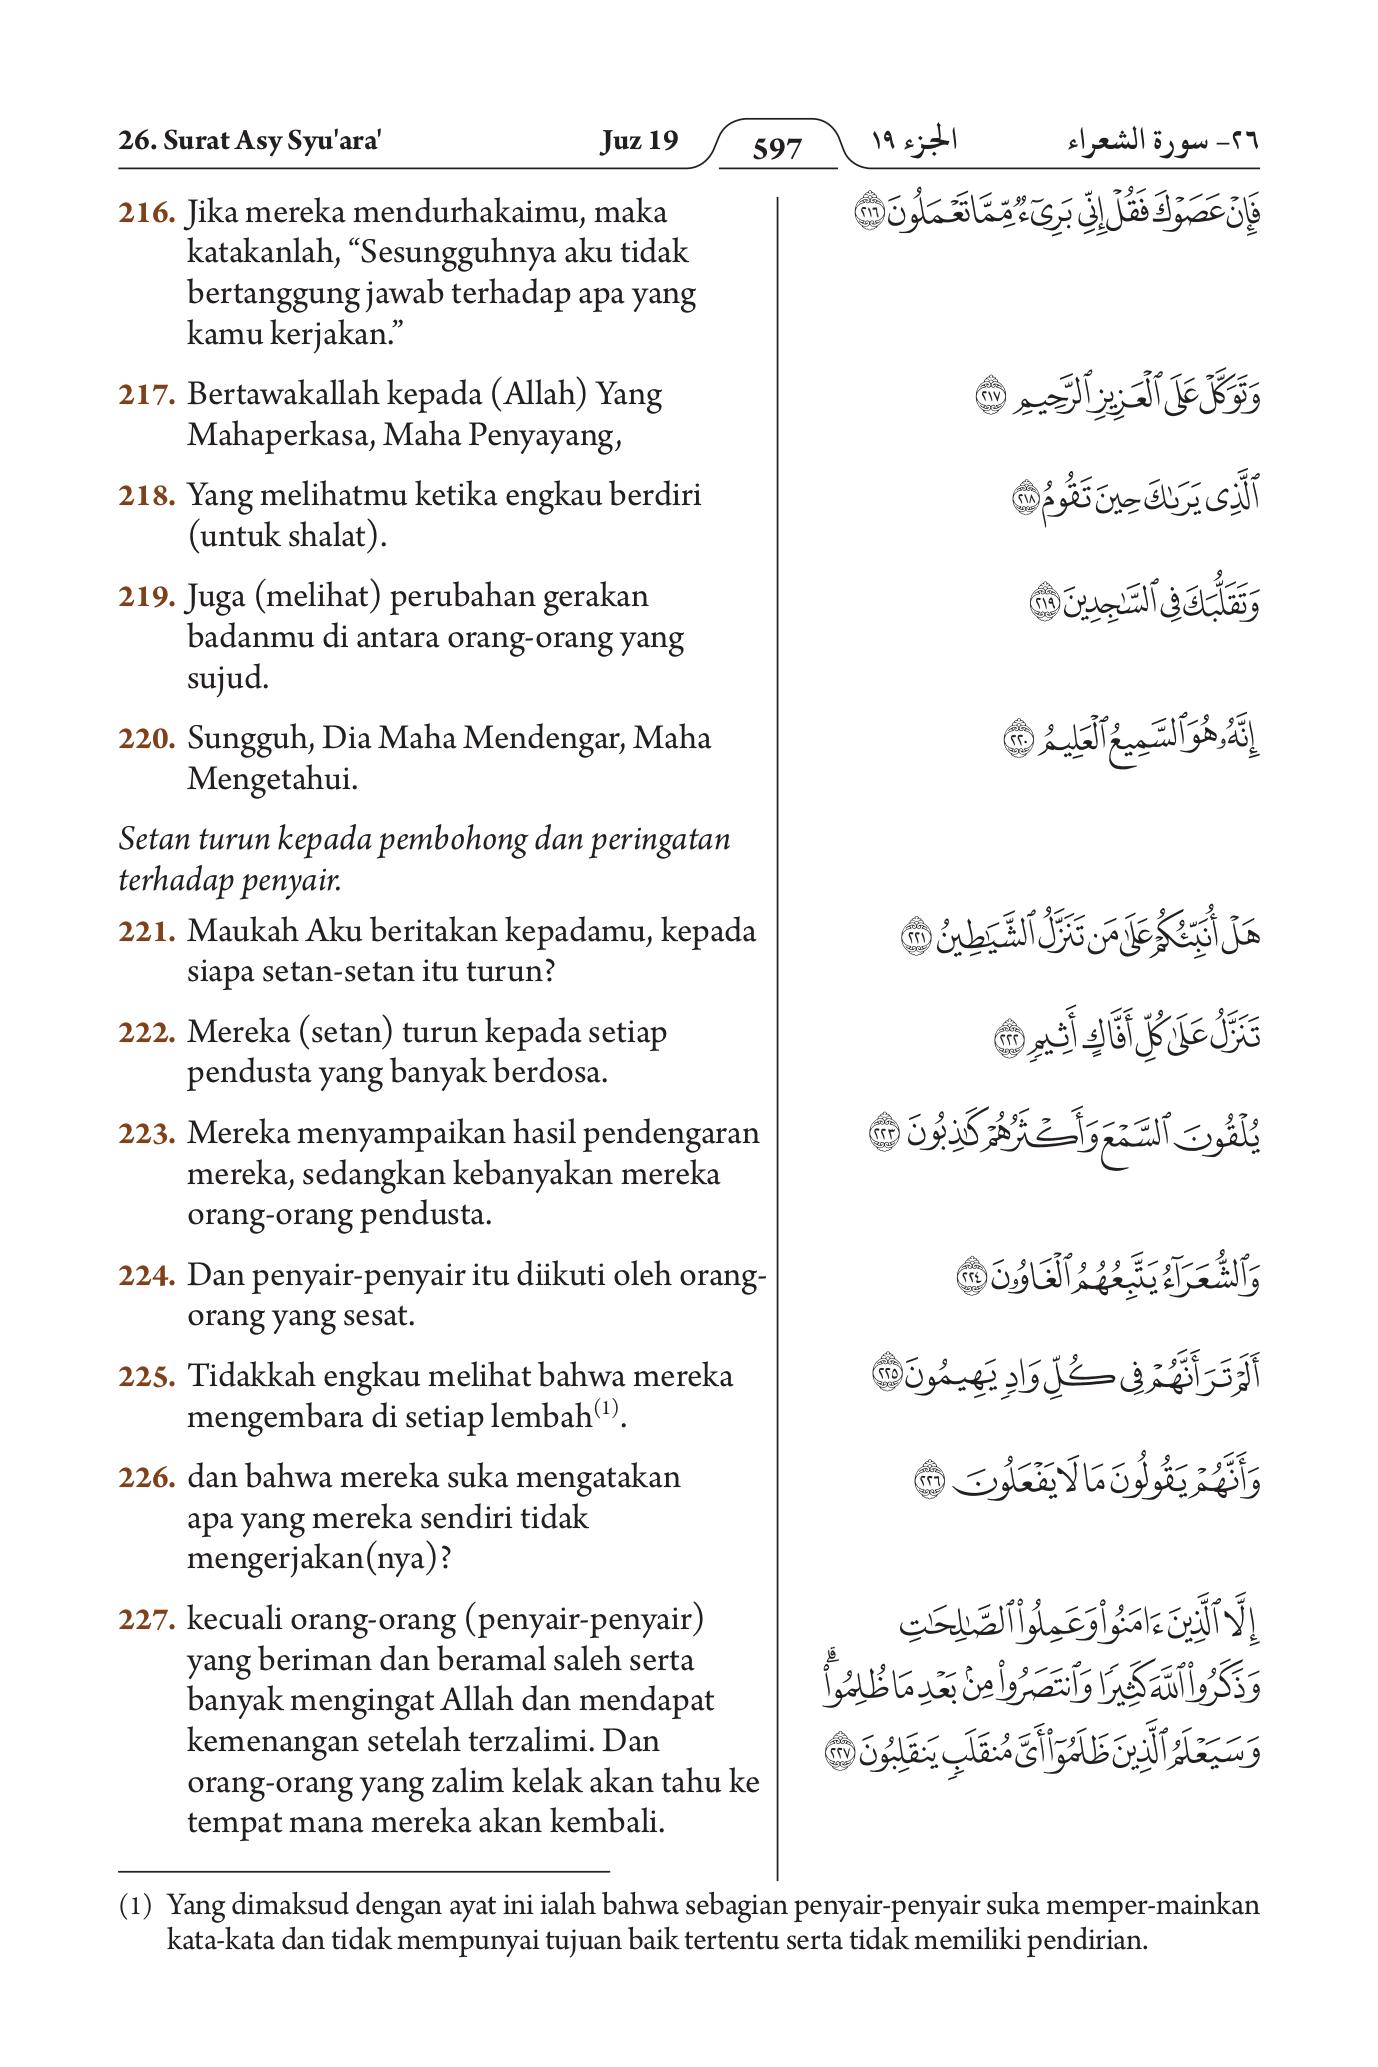 26. Surat Asy Syu'ara'
Juz 19
597
الجزء ١٩
٢٦- سورة الشعراء
216. Jika mereka mendurhakaimu, maka
katakanlah, “Sesungguhnya aku tidak
bertanggung jawab terhadap apa yang
kamu kerjakan.”
217. Bertawakallah kepada (Allah) Yang
Mahaperkasa, Maha Penyayang,
218. Yang melihatmu ketika engkau berdiri
(untuk shalat).
219. Juga (melihat) perubahan gerakan
badanmu di antara orang-orang yang
sujud.
220. Sungguh, Dia Maha Mendengar, Maha
Mengetahui.
Setan turun kepada pembohong dan peringatan
terhadap penyair.
221. Maukah Aku beritakan kepadamu, kepada
siapa setan-setan itu turun?
222. Mereka (setan) turun kepada setiap
pendusta yang banyak berdosa.
223. Mereka menyampaikan hasil pendengaran
mereka, sedangkan kebanyakan mereka
orang-orang pendusta.
224. Dan penyair-penyair itu diikuti oleh orang-
orang yang sesat.
225. Tidakkah engkau melihat bahwa mereka
mengembara di setiap lembah(1).
226. dan bahwa mereka suka mengatakan
apa yang mereka sendiri tidak
mengerjakan(nya)?
227. kecuali orang-orang (penyair-penyair)
yang beriman dan beramal saleh serta
banyak mengingat Allah dan mendapat
kemenangan setelah terzalimi. Dan
orang-orang yang zalim kelak akan tahu ke
tempat mana mereka akan kembali.
فَإِنْ عَصَوْكَ فَقُلْ إِنِّى بَرِىٓءٌ مِّمَّا تَعْمَلُونَ ٢١٦
وَتَوَكَّلْ عَلَى ٱلْعَزِيزِ ٱلرَّحِيمِ ٢١٧
ٱلَّذِى يَرَىٰكَ حِينَ تَقُومُ ٢١٨
وَتَقَلُّبَكَ فِى ٱلسَّٰجِدِينَ ٢١٩
إِنَّهُۥ هُوَ ٱلسَّمِيعُ ٱلْعَلِيمُ ٢٢٠
هَلْ أُنَبِّئُكُمْ عَلَىٰ مَن تَنَزَّلُ ٱلشَّيَٰطِينُ ٢٢١
تَنَزَّلُ عَلَىٰ كُلِّ أَفَّاكٍ أَثِيمٍ ٢٢٢
يُلْقُونَ ٱلسَّمْعَ وَأَكْثَرُهُمْ كَٰذِبُونَ ٢٢٣
وَٱلشُّعَرَآءُ يَتَّبِعُهُمُ ٱلْغَاوُۥنَ ٢٢٤
أَلَمْ تَرَ أَنَّهُمْ فِى كُلِّ وَادٍ يَهِيمُونَ ٢٢٥
وَأَنَّهُمْ يَقُولُونَ مَا لَا يَفْعَلُونَ ٢٢٦
إِلَّا ٱلَّذِينَ ءَامَنُوا۟ وَعَمِلُوا۟ ٱلصَّٰلِحَٰتِ
وَذَكَرُوا۟ ٱللَّهَ كَثِيرًا وَٱنتَصَرُوا۟ مِنۢ بَعْدِ مَا ظُلِمُوا۟ ۗ
وَسَيَعْلَمُ ٱلَّذِينَ ظَلَمُوٓا۟ أَىَّ مُنقَلَبٍ يَنقَلِبُونَ ٢٢٧
(1) Yang dimaksud dengan ayat ini ialah bahwa sebagian penyair-penyair suka memper-mainkan
kata-kata dan tidak mempunyai tujuan baik tertentu serta tidak memiliki pendirian.